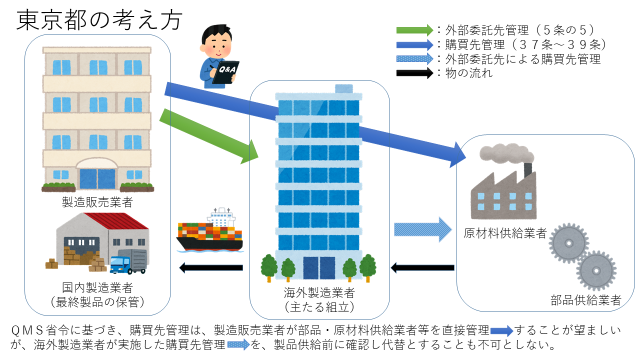 東京都の考え方
：外部委託先管理（５条の５）
：購買先管理（３７条～３９条）
：外部委託先による購買先管理
：物の流れ
Q&A
製造販売業者
国内製造業者
（最終製品の保管）
海外製造業者
（主たる組立）
原材料供給業者
部品供給業者
ＱＭＳ省令に基づき、購買先管理は、製造販売業者が部品・原材料供給業者等を直接管理することが望ましい
が、海外製造業者が実施した購買先管理を、製品供給前に確認し代替とすることも不可としない。